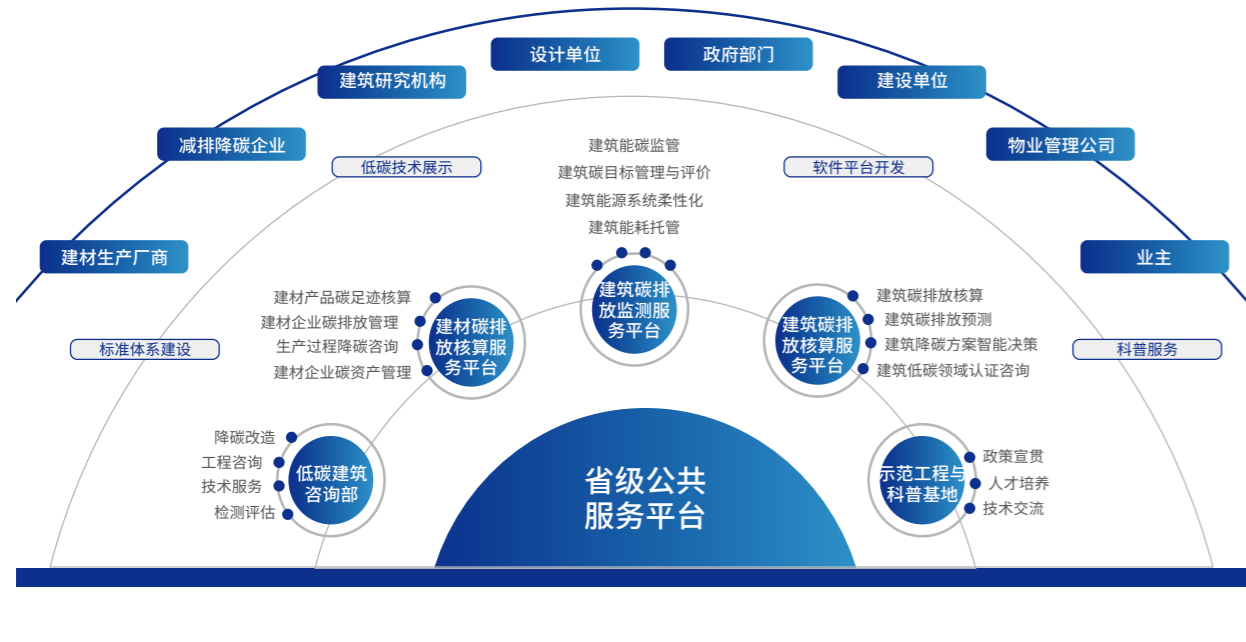 设计单位
政府部门
建筑研究机构
建设单位
减排降碳企业
物业管理公司
建材生产厂商
业主
低碳技术展示
软件平台开发
标准体系建设
科普服务
建筑能碳监管
建筑碳目标管理与评价
建筑能源系统柔性化
建筑能耗托管
建筑碳排
放监测服
务平台
建材产品碳足迹核算
建材企业碳排放管理
生产过程降碳咨询
建材企业碳资产管理
建材碳排
放核算服
务平台
建筑碳排
放核算服
务平台
建筑碳排放核算
建筑碳排放预测
建筑降碳方案智能决策
建筑低碳领域认证咨询
降碳改造
工程咨询
技术服务
检测评估
低碳建筑
咨询部
省级公共
服务平台
示范工程与
科普基地
政策宣贯
人才培养
技术交流